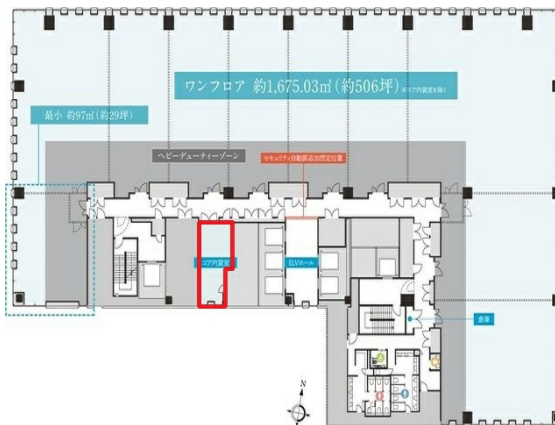 ワンフロア 約1,675.03㎡(約506坪) ※コア内貸室を除く
最小 約97㎡(約29坪)
ヘビーデューティーゾーン
セキュリティ自動扉追加想定位置
コア内貸室
ELVホール
倉庫
N